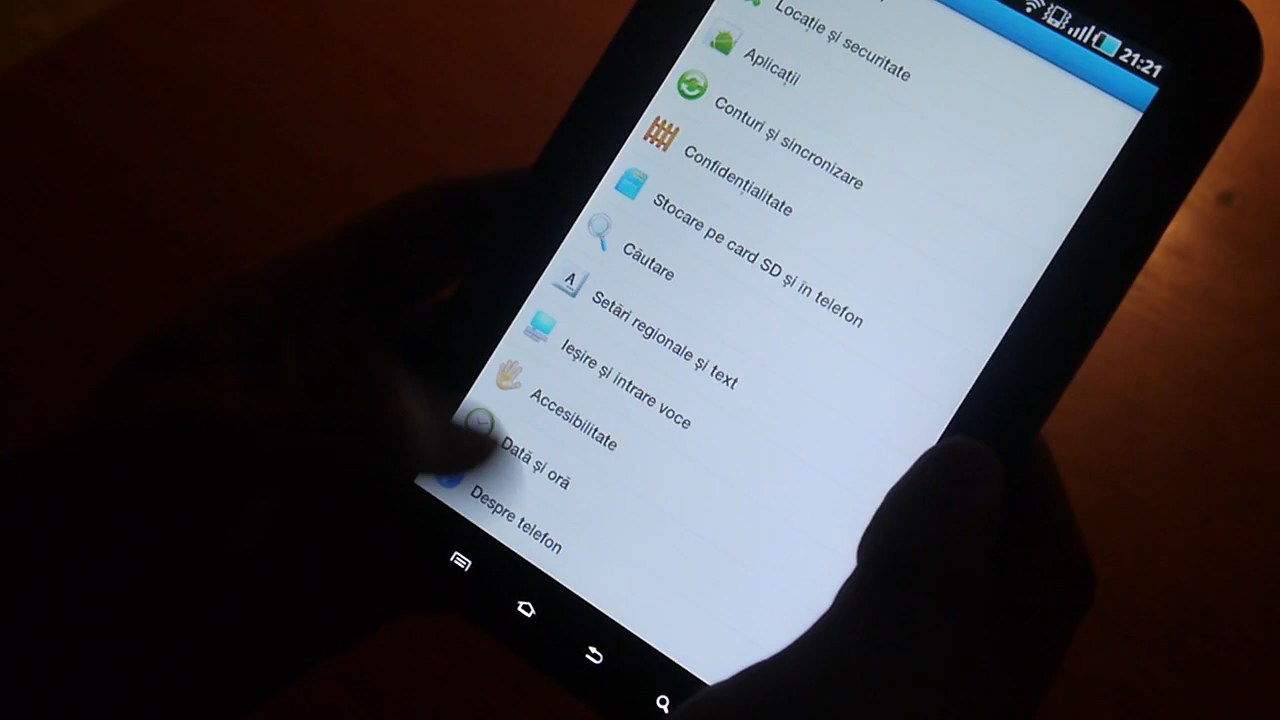 21:21
Locație și securitate
Aplicații
Conturi și sincronizare
Confidențialitate
Stocare pe card SD și în telefon
Căutare
A
Setări regionale și text
Ieșire și intrare voce
Accesibilitate
Dată și oră
Despre telefon